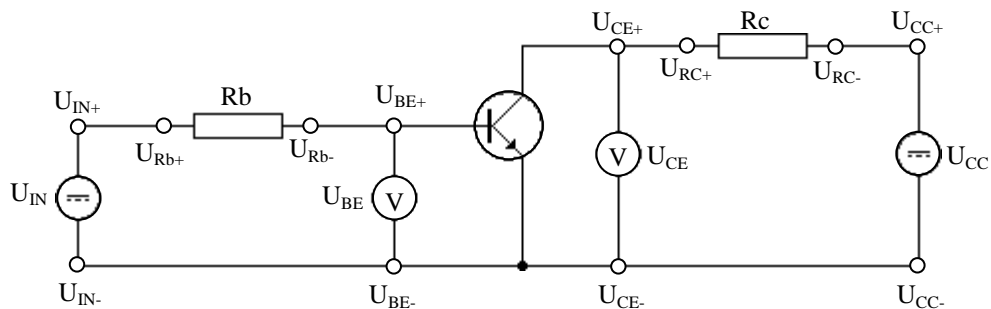 U_CE+
Rc
U_CC+
U_RC+
U_RC-
U_IN+
Rb
U_BE+
U_Rb+
U_Rb-
V
U_CE
U_CC
U_IN
U_BE
V
U_IN-
U_BE-
U_CE-
U_CC-